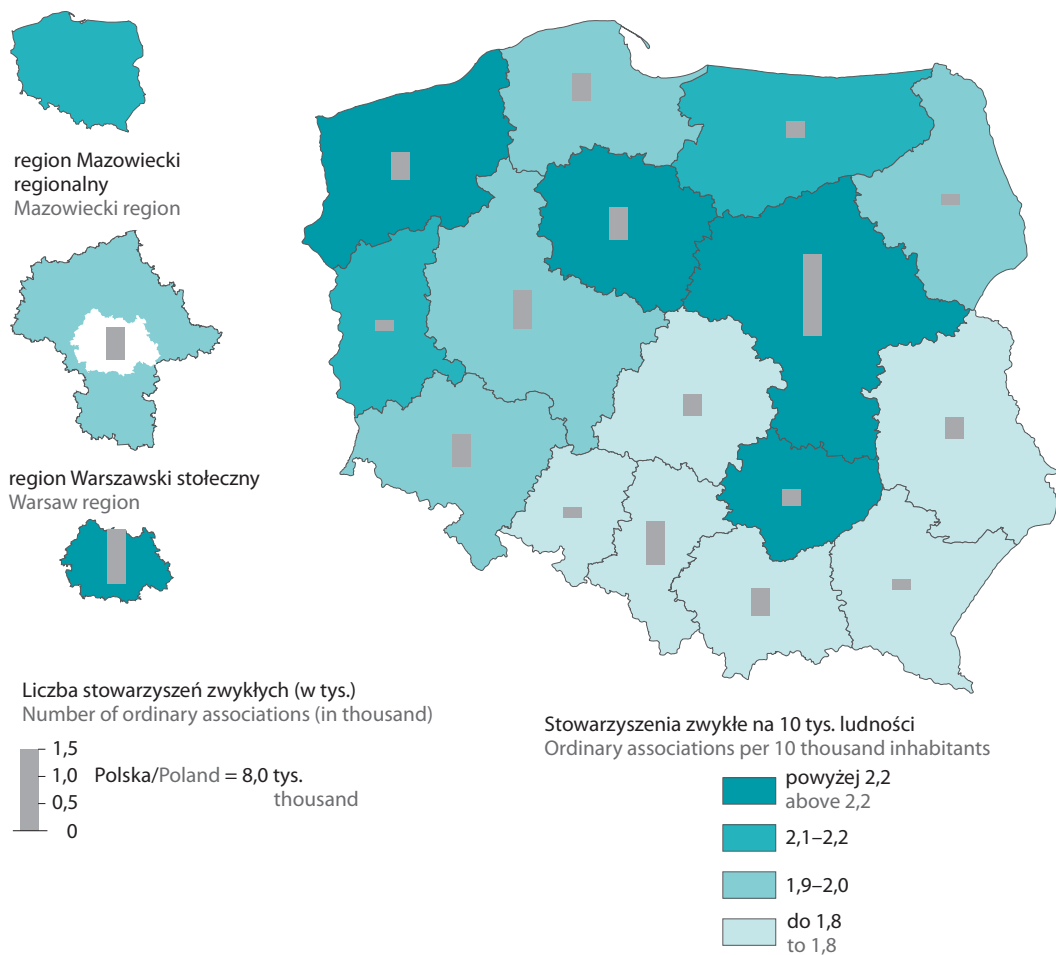 region Mazowiecki
regionalny
Mazowiecki region
region Warszawski stołeczny
Warsaw region
Liczba stowarzyszeń zwykłych (w tys.)
Number of ordinary associations (in thousand)
1,5
1,0
0,5
0
Polska/Poland = 8,0 tys.
thousand
Stowarzyszenia zwykłe na 10 tys. ludności
Ordinary associations per 10 thousand inhabitants
powyżej 2,2
above 2,2
2,1–2,2
1,9–2,0
do 1,8
to 1,8